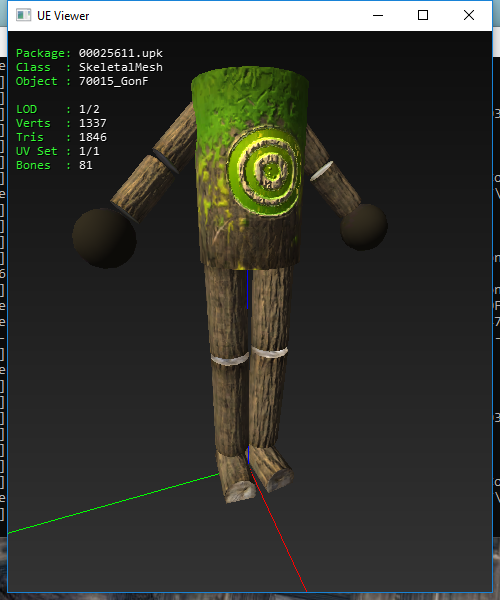 UE Viewer
Package: 00025611.upk
Class : SkeletalMesh
Object : 70015_GonF
LOD : 1/2
Verts : 1337
Tris : 1846
UV Set : 1/1
Bones : 81